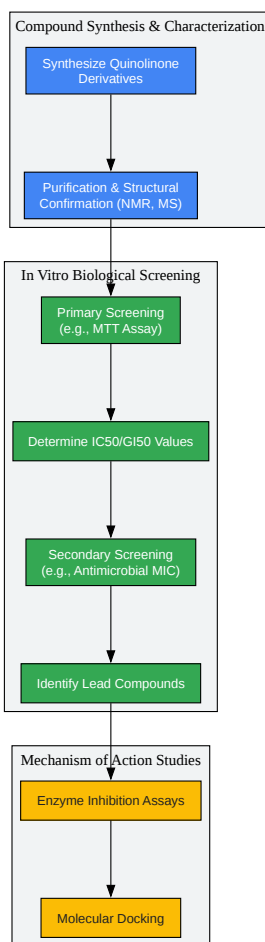 Compound Synthesis & Characterization
Synthesize Quinolinone
Derivatives
Purification & Structural
Confirmation (NMR, MS)
In Vitro Biological Screening
Primary Screening
(e.g., MTT Assay)
Determine IC50/GI50 Values
Secondary Screening
(e.g., Antimicrobial MIC)
Identify Lead Compounds
Mechanism of Action Studies
Enzyme Inhibition Assays
Molecular Docking